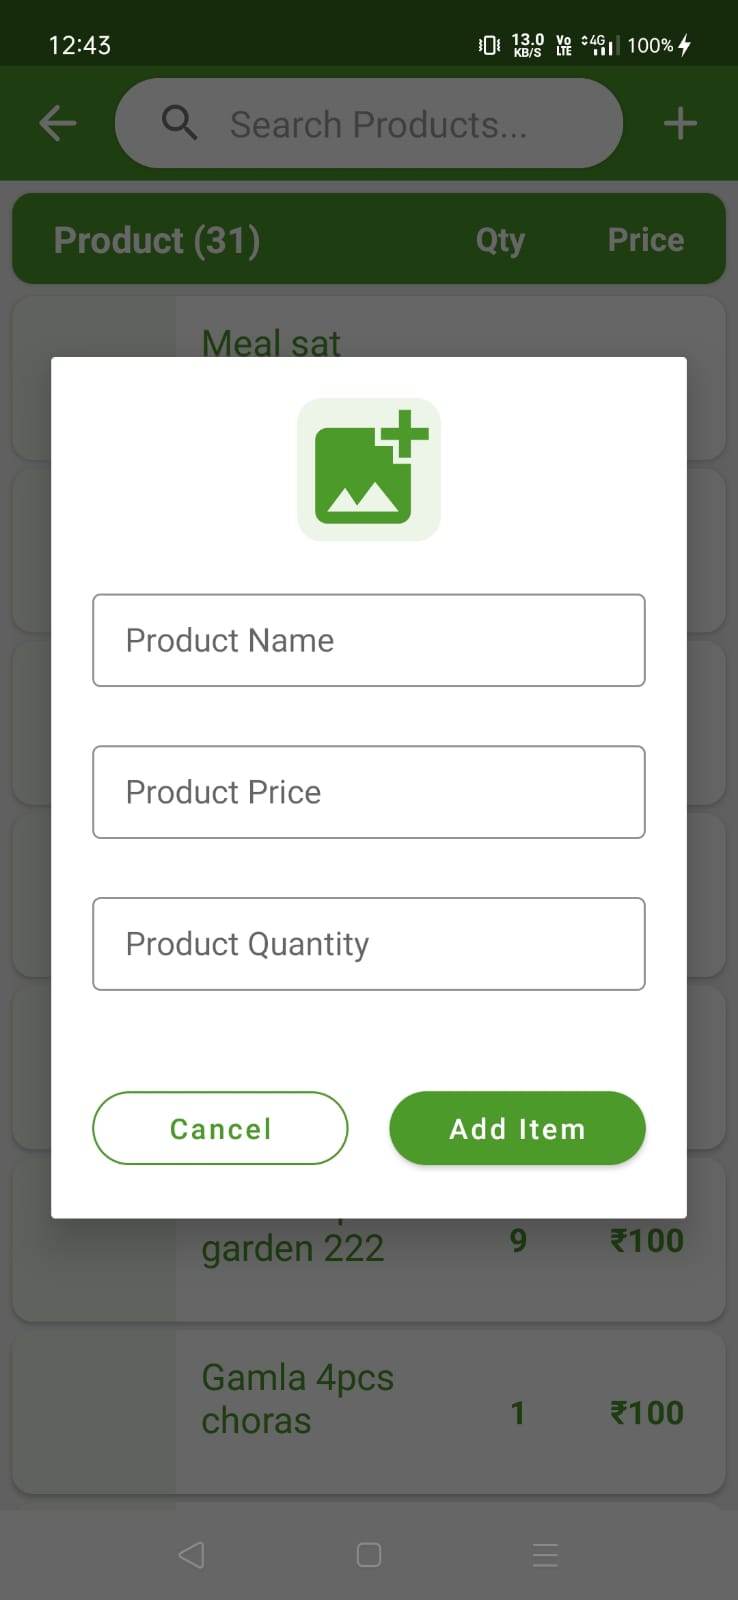 12:43
13.0 KB/S Vo LTE 4G 100%
Search Products...
Product (31) Qty Price
Meal sat
Product Name
Product Price
Product Quantity
Cancel Add Item
garden 222 9 ₹100
Gamla 4pcs
choras 1 ₹100